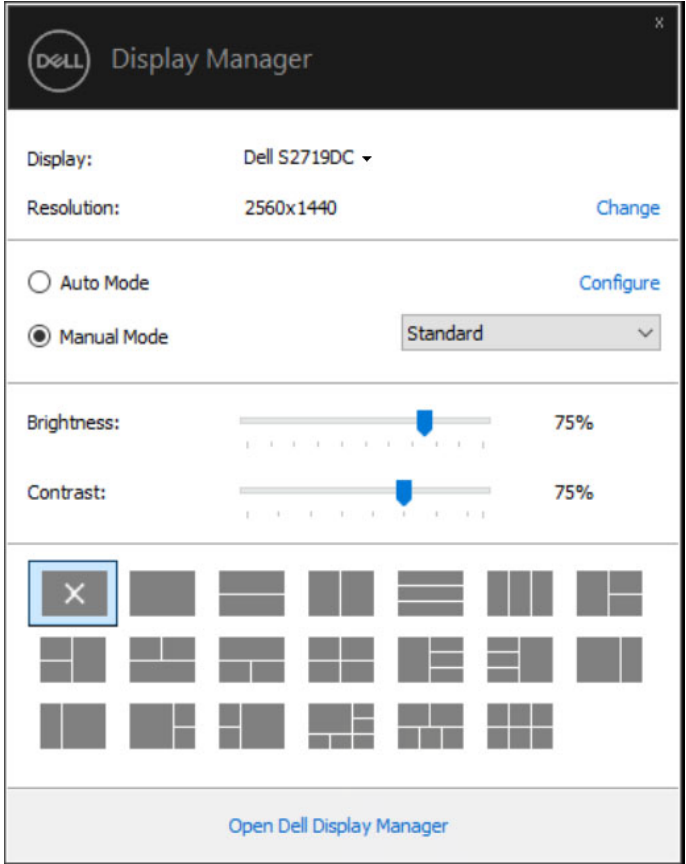 x
DELL Display Manager
Display: Dell S2719DC
Resolution: 2560x1440 Change
Auto Mode Configure
Manual Mode Standard
Brightness: 75%
Contrast: 75%
Open Dell Display Manager